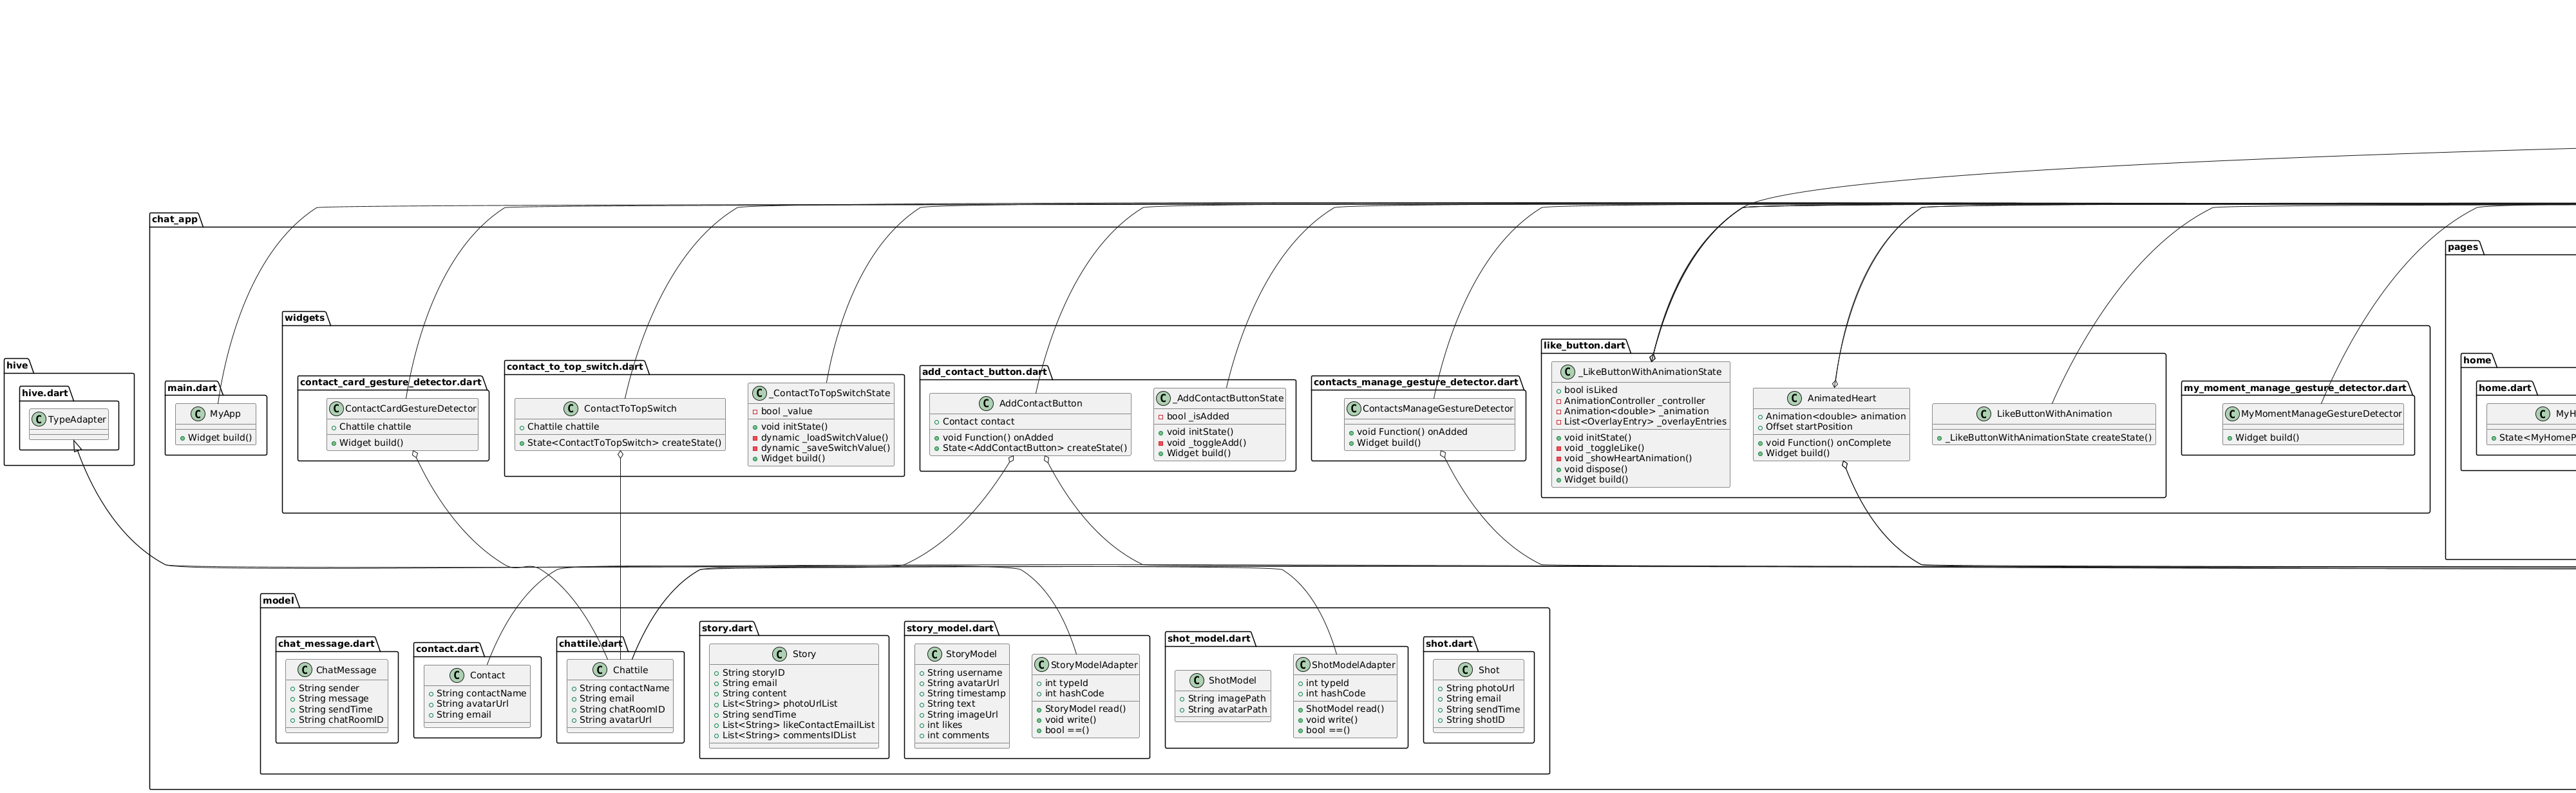 chat_app
pages
widgets
hive
hive.dart
C TypeAdapter
main.dart
C MyApp
Widget build()
contact_card_gesture_detector.dart
C ContactCardGestureDetector
Chattile chattile
Widget build()
contact_to_top_switch.dart
C ContactToTopSwitch
Chattile chattile
State<ContactToTopSwitch> createState()
C _ContactToTopSwitchState
bool _value
void initState()
dynamic _loadSwitchValue()
dynamic _saveSwitchValue()
Widget build()
add_contact_button.dart
C AddContactButton
Contact contact
void Function() onAdded
State<AddContactButton> createState()
C _AddContactButtonState
bool _isAdded
void initState()
void _toggleAdd()
Widget build()
contacts_manage_gesture_detector.dart
C ContactsManageGestureDetector
void Function() onAdded
Widget build()
like_button.dart
C _LikeButtonWithAnimationState
bool isLiked
AnimationController _controller
Animation<double> _animation
List<OverlayEntry> _overlayEntries
void initState()
void _toggleLike()
void _showHeartAnimation()
void dispose()
Widget build()
C AnimatedHeart
Animation<double> animation
Offset startPosition
void Function() onComplete
Widget build()
C LikeButtonWithAnimation
_LikeButtonWithAnimationState createState()
my_moment_manage_gesture_detector.dart
C MyMomentManageGestureDetector
Widget build()
home
home.dart
C MyH
State<MyHomeP
model
chat_message.dart
C ChatMessage
String sender
String message
String sendTime
String chatRoomID
contact.dart
C Contact
String contactName
String avatarUrl
String email
chattile.dart
C Chattile
String contactName
String email
String chatRoomID
String avatarUrl
story.dart
C Story
String storyID
String email
String content
List<String> photoUrlList
String sendTime
List<String> likeContactEmailList
List<String> commentsIDList
story_model.dart
C StoryModel
String username
String avatarUrl
String timestamp
String text
String imageUrl
int likes
int comments
C StoryModelAdapter
int typeId
int hashCode
StoryModel read()
void write()
bool ==()
shot_model.dart
C ShotModel
String imagePath
String avatarPath
C ShotModelAdapter
int typeId
int hashCode
ShotModel read()
void write()
bool ==()
shot.dart
C Shot
String photoUrl
String email
String sendTime
String shotID